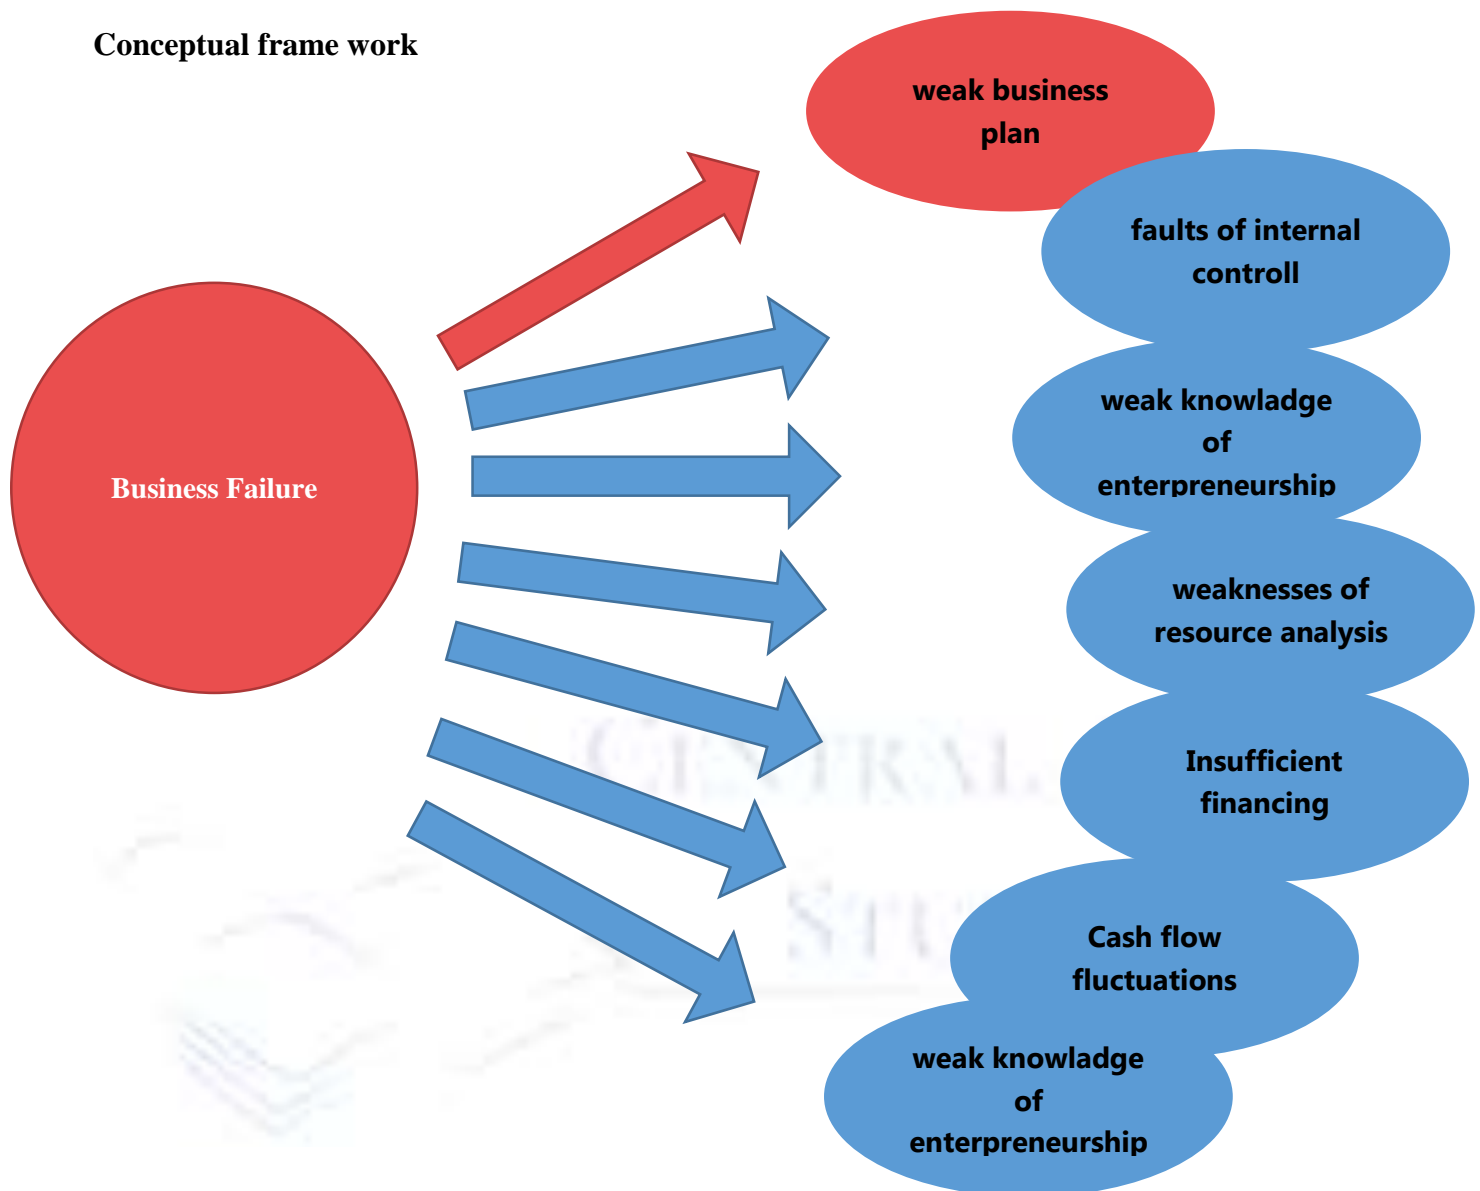 Conceptual frame work
weak business
plan
faults of internal
controll
weak knowladge
of
enterpreneurship
Business Failure
weaknesses of
resource analysis
Insufficient
financing
CENTRAL
Cash flow
fluctuations
weak knowladge
of
enterpreneurship